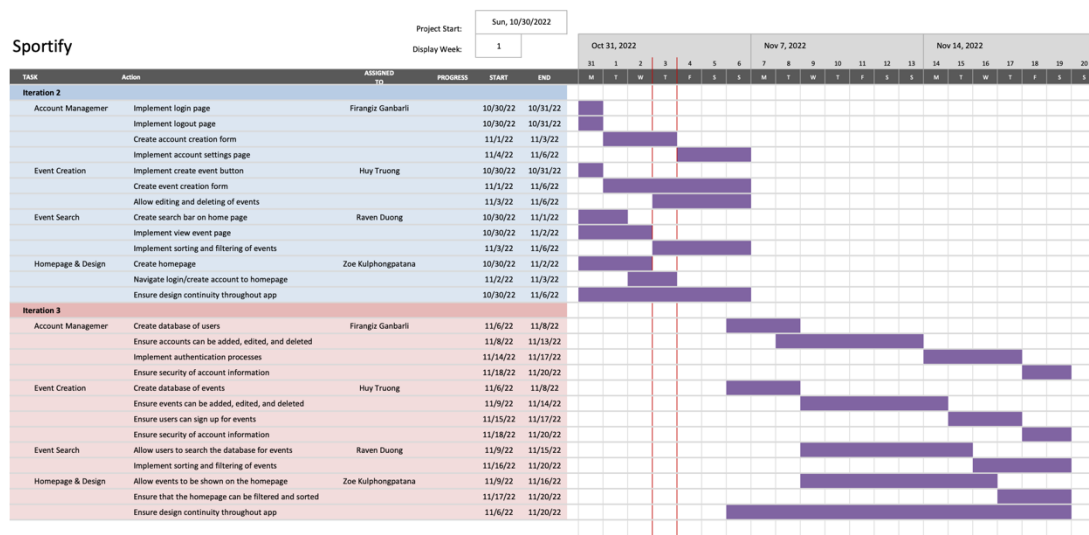 Project Start: Sun, 10/30/2022
Sportify
Display Week: 1
Oct 31, 2022 Nov 7, 2022 Nov 14, 2022
31 1 2 3 4 5 6 7 8 9 10 11 12 13 14 15 16 17 18 19 20
TASK Action ASSIGNED TO PROGRESS START END M T W T F S S M T W T F S S M T W T F S S
Iteration 2
Account Managemer Implement login page Firangiz Ganbarli 10/30/22 10/31/22
Implement logout page 10/30/22 10/31/22
Create account creation form 11/1/22 11/3/22
Implement account settings page 11/4/22 11/6/22
Event Creation Implement create event button Huy Truong 10/30/22 10/31/22
Create event creation form 11/1/22 11/6/22
Allow editing and deleting of events 11/3/22 11/6/22
Event Search Create search bar on home page Raven Duong 10/30/22 11/1/22
Implement view event page 10/30/22 11/2/22
Implement sorting and filtering of events 11/3/22 11/6/22
Homepage & Design Create homepage Zoe Kulphongpatana 10/30/22 11/2/22
Navigate login/create account to homepage 11/2/22 11/3/22
Ensure design continuity throughout app 10/30/22 11/6/22
Iteration 3
Account Managemer Create database of users Firangiz Ganbarli 11/6/22 11/8/22
Ensure accounts can be added, edited, and deleted 11/8/22 11/13/22
Implement authentication processes 11/14/22 11/17/22
Ensure security of account information 11/18/22 11/20/22
Event Creation Create database of events Huy Truong 11/6/22 11/8/22
Ensure events can be added, edited, and deleted 11/9/22 11/14/22
Ensure users can sign up for events 11/15/22 11/17/22
Ensure security of account information 11/18/22 11/20/22
Event Search Allow users to search the database for events Raven Duong 11/9/22 11/15/22
Implement sorting and filtering of events 11/16/22 11/20/22
Homepage & Design Allow events to be shown on the homepage Zoe Kulphongpatana 11/9/22 11/16/22
Ensure that the homepage can be filtered and sorted 11/17/22 11/20/22
Ensure design continuity throughout app 11/6/22 11/20/22